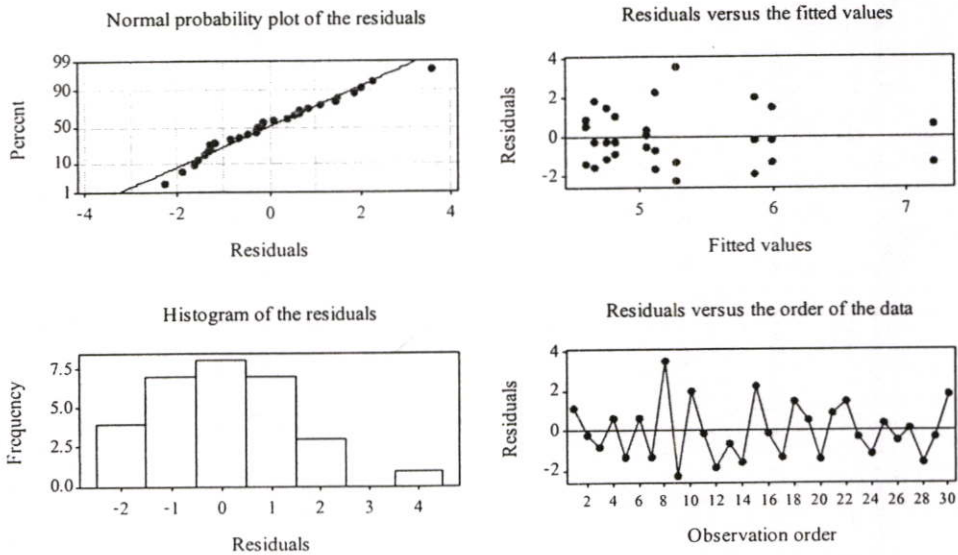 Normal probability plot of the residuals
99
90
50
10
1
Percent
-4 -2 0 2 4
Residuals
Residuals versus the fitted values
4
2
0
-2
Residuals
5 6 7
Fitted values
Histogram of the residuals
7.5
5.0
2.5
0.0
Frequency
-2 -1 0 1 2 3 4
Residuals
Residuals versus the order of the data
4
2
0
-2
Residuals
2 4 6 8 10 12 14 16 18 20 22 24 26 28 30
Observation order